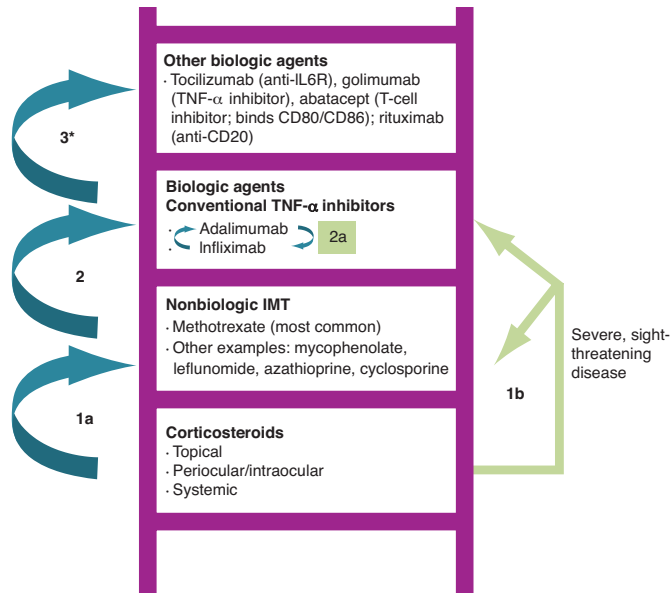 Other biologic agents
· Tocilizumab (anti-IL6R), golimumab
(TNF-α inhibitor), abatacept (T-cell
inhibitor; binds CD80/CD86); rituximab
(anti-CD20)
3*
Biologic agents
Conventional TNF-α inhibitors
· Adalimumab
· Infliximab
2a
2
Nonbiologic IMT
· Methotrexate (most common)
· Other examples: mycophenolate,
leflunomide, azathioprine, cyclosporine
Severe, sight-
threatening
disease
1b
1a
Corticosteroids
· Topical
· Periocular/intraocular
· Systemic